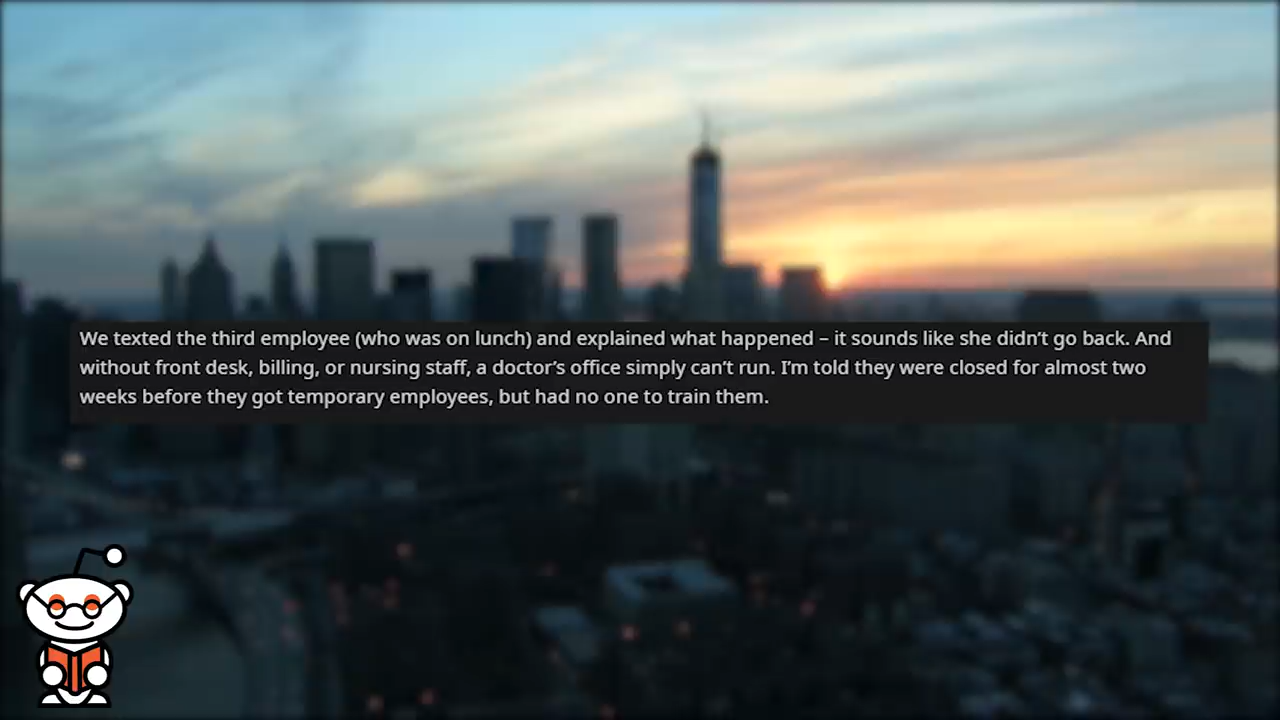 We texted the third employee (who was on lunch) and explained what happened – it sounds like she didn’t go back. And
without front desk, billing, or nursing staff, a doctor’s office simply can’t run. I’m told they were closed for almost two
weeks before they got temporary employees, but had no one to train them.